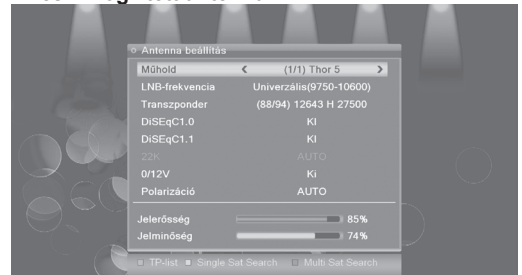 Antenna beállítás
Műhold (1/1) Thor 5
LNB-frekvencia Univerzális(9750-10600)
Transzponder (88/94) 12643 H 27500
DiSEqC1.0 KI
DiSEqC1.1 KI
22K AUTO
0/12V Ki
Polarizáció AUTO
Jelerősség 85%
Jelminőség 74%
TP-list Single Sat Search Multi Sat Search